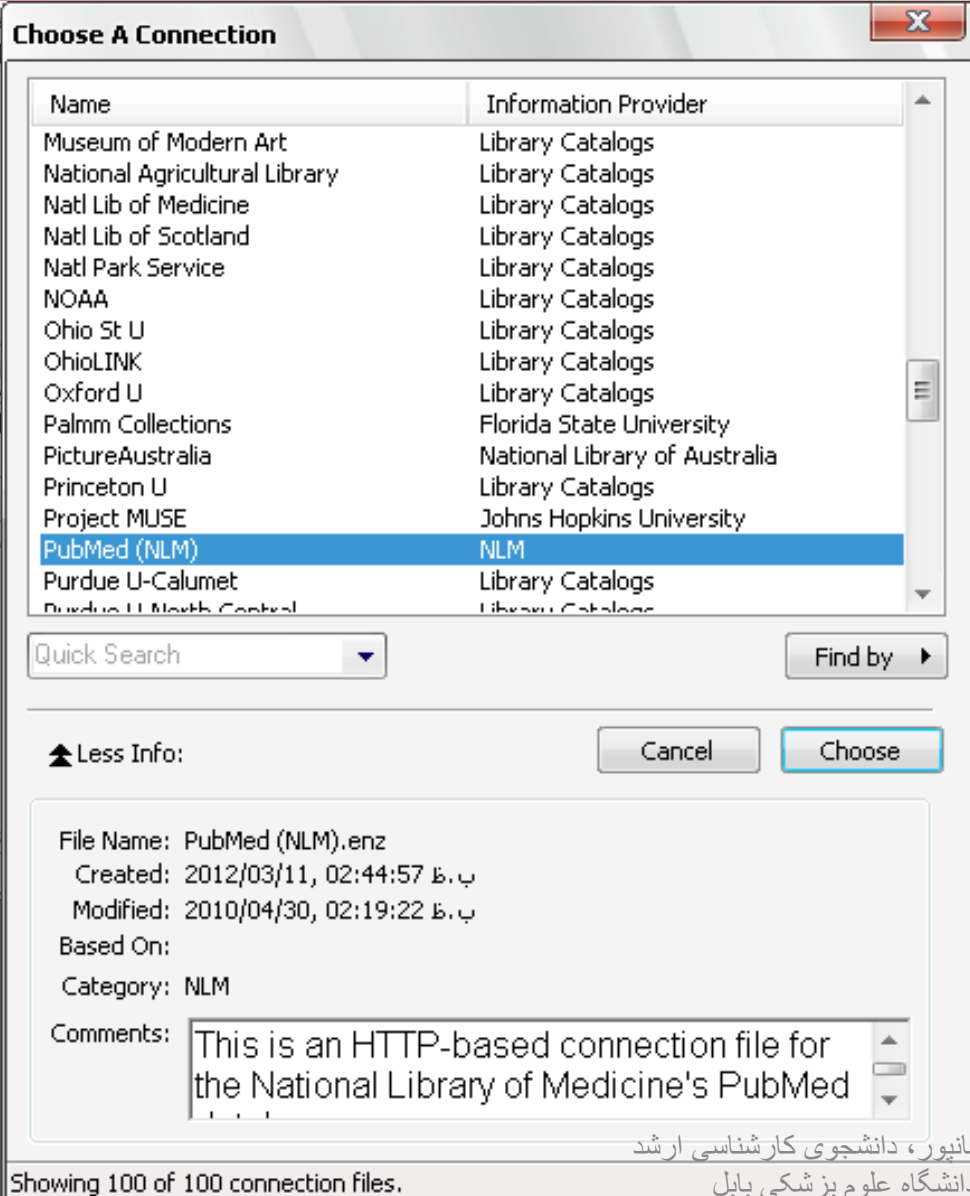 Choose A Connection
Name Information Provider
Museum of Modern Art Library Catalogs
National Agricultural Library Library Catalogs
Natl Lib of Medicine Library Catalogs
Natl Lib of Scotland Library Catalogs
Natl Park Service Library Catalogs
NOAA Library Catalogs
Ohio St U Library Catalogs
OhioLINK Library Catalogs
Oxford U Library Catalogs
Palmm Collections Florida State University
PictureAustralia National Library of Australia
Princeton U Library Catalogs
Project MUSE Johns Hopkins University
PubMed (NLM) NLM
Purdue U-Calumet Library Catalogs
Purdue U North Central Library Catalogs
Quick Search Find by
Less Info: Cancel Choose
File Name: PubMed (NLM).enz
Created: 2012/03/11, 02:44:57 ب.ظ
Modified: 2010/04/30, 02:19:22 ب.ظ
Based On:
Category: NLM
Comments: This is an HTTP-based connection file for
the National Library of Medicine's PubMed
، دانشجوی کارشناسی ارشد
دانشگاه علوم پزشکی بابل
Showing 100 of 100 connection files.